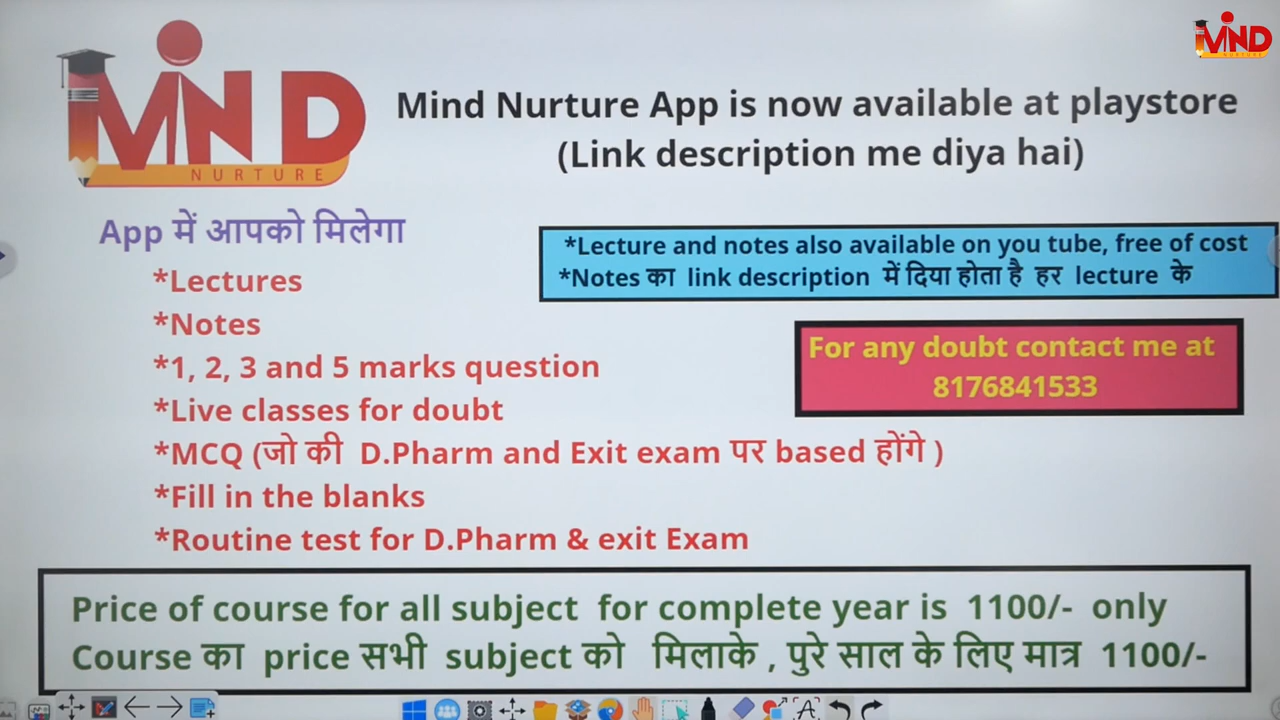 MIND
NURTURE
MIND
NURTURE
Mind Nurture App is now available at playstore
(Link description me diya hai)
App में आपको मिलेगा
*Lectures
*Notes
*1, 2, 3 and 5 marks question
*Live classes for doubt
*MCQ (जो की D.Pharm and Exit exam पर based होंगे )
*Fill in the blanks
*Routine test for D.Pharm & exit Exam
*Lecture and notes also available on you tube, free of cost
*Notes का link description में दिया होता है हर lecture के
For any doubt contact me at
8176841533
Price of course for all subject for complete year is 1100/- only
Course का price सभी subject को मिलाके , पुरे साल के लिए मात्र 1100/-